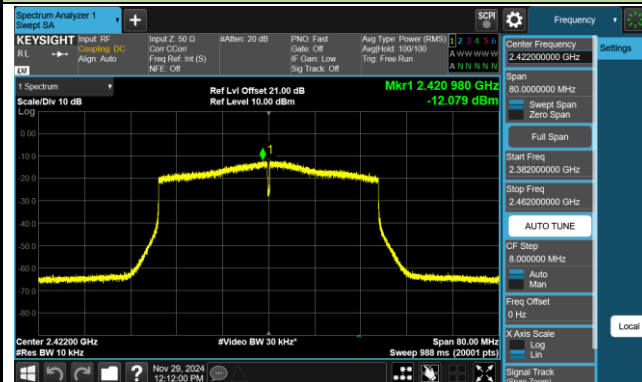 Spectrum Analyzer 1
Swept SA
+
SCPI
Frequency
KEYSIGHT
RL
LXI
Input: RF
Coupling: DC
Align: Auto
Input Z: 50 Ω
Corr CCorr
Freq Ref: Int (S)
NFE: Off
#Atten: 20 dB
PNO: Fast
Gate: Off
IF Gain: Low
Sig Track: Off
Avg Type: Power (RMS)
Avg|Hold: 100/100
Trig: Free Run
1 2 3 4 5 6
A W W W W W
A N N N N N
1 Spectrum
Scale/Div 10 dB
Log
Ref Lvl Offset 21.00 dB
Ref Level 10.00 dBm
Mkr1 2.420 980 GHz
-12.079 dBm
0.00
-10.0
-20.0
-30.0
-40.0
-50.0
-60.0
-70.0
-80.0
1
Center 2.42200 GHz
#Res BW 10 kHz
#Video BW 30 kHz*
Span 80.00 MHz
Sweep 988 ms (20001 pts)
Nov 29, 2024
12:12:00 PM
Center Frequency
2.422000000 GHz
Span
80.0000000 MHz
Swept Span
Zero Span
Full Span
Start Freq
2.382000000 GHz
Stop Freq
2.462000000 GHz
AUTO TUNE
CF Step
8.000000 MHz
Auto
Man
Freq Offset
0 Hz
X Axis Scale
Log
Lin
Signal Track
(Span Zoom)
Settings
Local